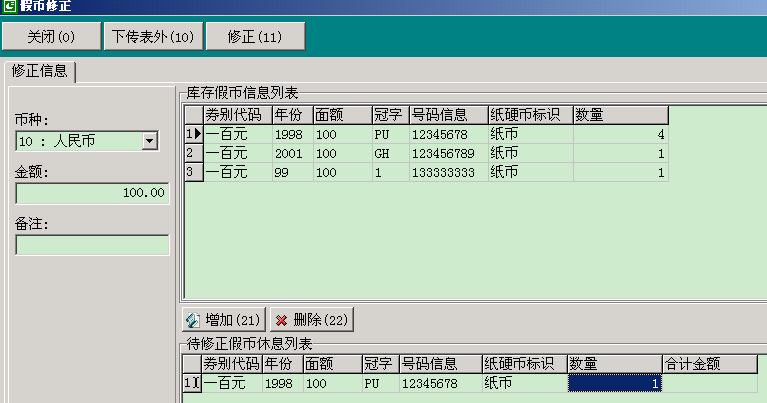 假币修正
关闭(0) 下传表外(10) 修正(11)
修正信息
币种:
10 : 人民币
金额:
100.00
备注:
库存假币信息列表
券别代码 年份 面额 冠字 号码信息 纸硬币标识 数量
1 一百元 1998 100 PU 12345678 纸币 4
2 一百元 2001 100 GH 123456789 纸币 1
3 一百元 99 100 1 133333333 纸币 1
增加(21) 删除(22)
待修正假币休息列表
券别代码 年份 面额 冠字 号码信息 纸硬币标识 数量 合计金额
1 一百元 1998 100 PU 12345678 纸币 1